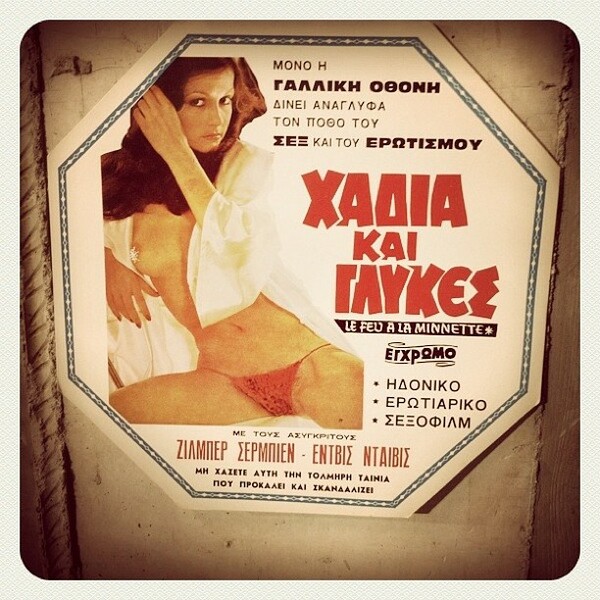 ΜΟΝΟ Η
ΓΑΛΛΙΚΗ ΟΘΟΝΗ
ΔΙΝΕΙ ΑΝΑΓΛΥΦΑ
ΤΟΝ ΠΟΘΟ ΤΟΥ
ΣΕΞ ΚΑΙ ΤΟΥ ΕΡΩΤΙΣΜΟΥ
ΧΑΔΙΑ
ΚΑΙ
ΓΛΥΚΕΣ
LE FEU A LA MINNETTE*
ΕΓΧΡΩΜΟ
* ΗΔΟΝΙΚΟ
* ΕΡΩΤΙΑΡΙΚΟ
* ΣΕΞΟΦΙΛΜ
ΜΕ ΤΟΥΣ ΑΣΥΓΚΡΙΤΟΥΣ
ΖΙΛΜΠΕΡ ΣΕΡΜΠΙΕΝ - ΕΝΤΒΙΣ ΝΤΑΙΒΙΣ
ΜΗ ΧΑΣΕΤΕ ΑΥΤΗ ΤΗΝ ΤΟΛΜΗΡΗ ΤΑΙΝΙΑ
ΠΟΥ ΠΡΟΚΑΛΕΙ ΚΑΙ ΣΚΑΝΔΑΛΙΖΕΙ